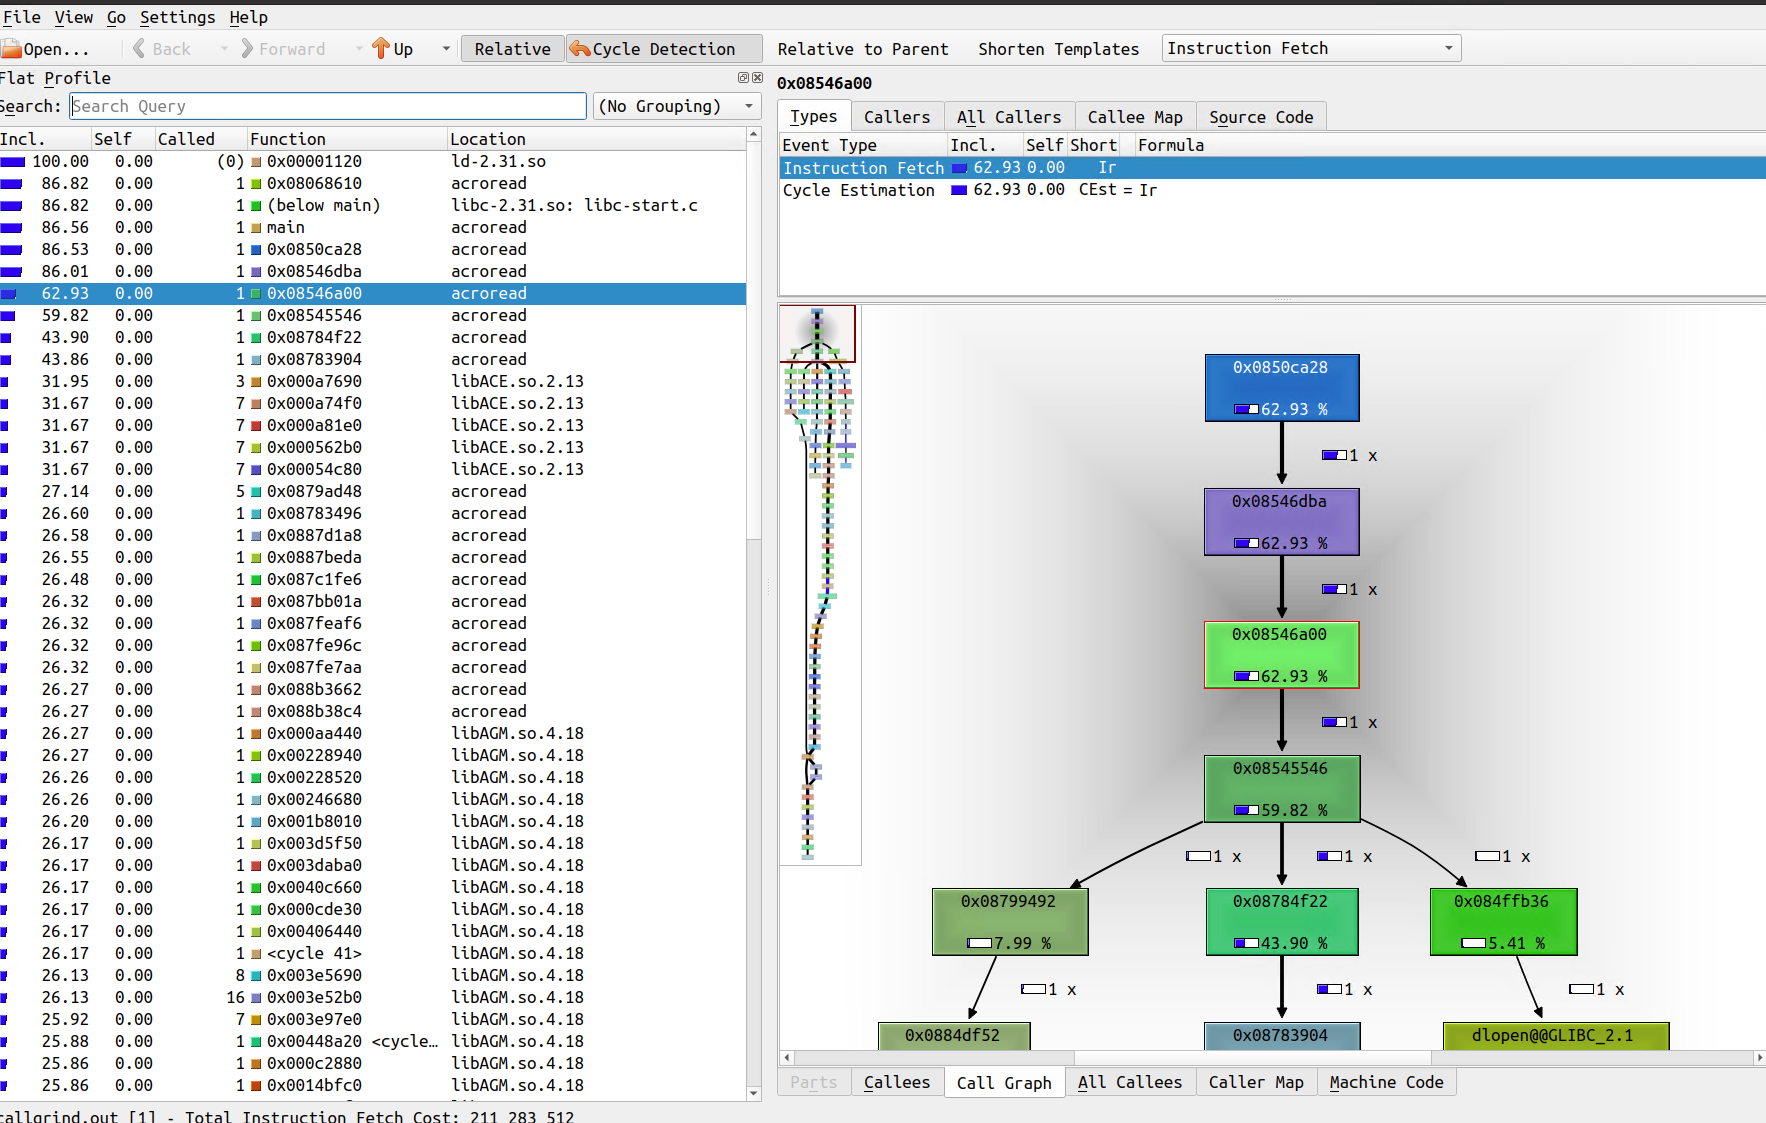 File View Go Settings Help
Open... Back Forward Up Relative Cycle Detection Relative to Parent Shorten Templates Instruction Fetch
Flat Profile
Search: Search Query (No Grouping)
Incl. Self Called Function Location
100.00 0.00 (0) 0x00001120 ld-2.31.so
86.82 0.00 1 0x08068610 acroread
86.82 0.00 1 (below main) libc-2.31.so: libc-start.c
86.56 0.00 1 main acroread
86.53 0.00 1 0x0850ca28 acroread
86.01 0.00 1 0x08546dba acroread
62.93 0.00 1 0x08546a00 acroread
59.82 0.00 1 0x08545546 acroread
43.90 0.00 1 0x08784f22 acroread
43.86 0.00 1 0x08783904 acroread
31.95 0.00 3 0x000a7690 libACE.so.2.13
31.67 0.00 7 0x000a74f0 libACE.so.2.13
31.67 0.00 7 0x000a81e0 libACE.so.2.13
31.67 0.00 7 0x000562b0 libACE.so.2.13
31.67 0.00 7 0x00054c80 libACE.so.2.13
27.14 0.00 5 0x0879ad48 acroread
26.60 0.00 1 0x08783496 acroread
26.58 0.00 1 0x0887d1a8 acroread
26.55 0.00 1 0x0887beda acroread
26.48 0.00 1 0x087c1fe6 acroread
26.32 0.00 1 0x087bb01a acroread
26.32 0.00 1 0x087feaf6 acroread
26.32 0.00 1 0x087fe96c acroread
26.32 0.00 1 0x087fe7aa acroread
26.27 0.00 1 0x088b3662 acroread
26.27 0.00 1 0x088b38c4 acroread
26.27 0.00 1 0x000aa440 libAGM.so.4.18
26.27 0.00 1 0x00228940 libAGM.so.4.18
26.26 0.00 1 0x00228520 libAGM.so.4.18
26.26 0.00 1 0x00246680 libAGM.so.4.18
26.20 0.00 1 0x001b8010 libAGM.so.4.18
26.17 0.00 1 0x003d5f50 libAGM.so.4.18
26.17 0.00 1 0x003daba0 libAGM.so.4.18
26.17 0.00 1 0x0040c660 libAGM.so.4.18
26.17 0.00 1 0x000cde30 libAGM.so.4.18
26.17 0.00 1 0x00406440 libAGM.so.4.18
26.17 0.00 1 <cycle 41> libAGM.so.4.18
26.13 0.00 8 0x003e5690 libAGM.so.4.18
26.13 0.00 16 0x003e52b0 libAGM.so.4.18
25.92 0.00 7 0x003e97e0 libAGM.so.4.18
25.88 0.00 1 0x00448a20 <cycle… libAGM.so.4.18
25.86 0.00 1 0x000c2880 libAGM.so.4.18
25.86 0.00 1 0x0014bfc0 libAGM.so.4.18
callgrind.out [1] - Total Instruction Fetch Cost: 211 283 512
0x08546a00
Types Callers All Callers Callee Map Source Code
Event Type Incl. Self Short Formula
Instruction Fetch 62.93 0.00 Ir
Cycle Estimation 62.93 0.00 CEst = Ir
0x0850ca28
62.93 %
1 x
0x08546dba
62.93 %
1 x
0x08546a00
62.93 %
1 x
0x08545546
59.82 %
1 x 1 x 1 x
0x08799492 0x08784f22 0x084ffb36
7.99 % 43.90 % 5.41 %
1 x 1 x 1 x
0x0884df52 0x08783904 dlopen@@GLIBC_2.1
Parts Callees Call Graph All Callees Caller Map Machine Code